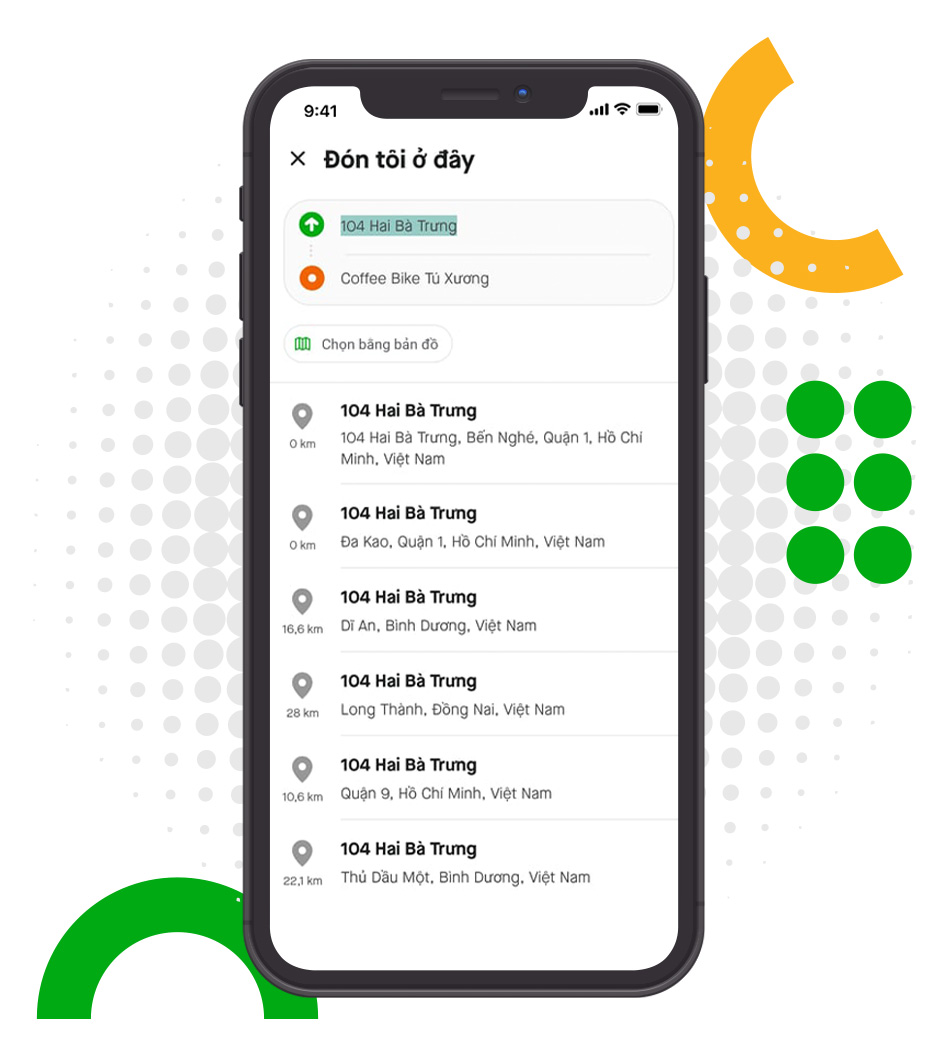 9:41
Đón tôi ở đây
104 Hai Bà Trưng
Coffee Bike Tú Xương
Chọn bằng bản đồ
104 Hai Bà Trưng
0 km
104 Hai Bà Trưng, Bến Nghé, Quận 1, Hồ Chí
Minh, Việt Nam
104 Hai Bà Trưng
0 km
Đa Kao, Quận 1, Hồ Chí Minh, Việt Nam
104 Hai Bà Trưng
16,6 km
Dĩ An, Bình Dương, Việt Nam
104 Hai Bà Trưng
28 km
Long Thành, Đồng Nai, Việt Nam
104 Hai Bà Trưng
10,6 km
Quận 9, Hồ Chí Minh, Việt Nam
104 Hai Bà Trưng
22,1 km
Thủ Dầu Một, Bình Dương, Việt Nam